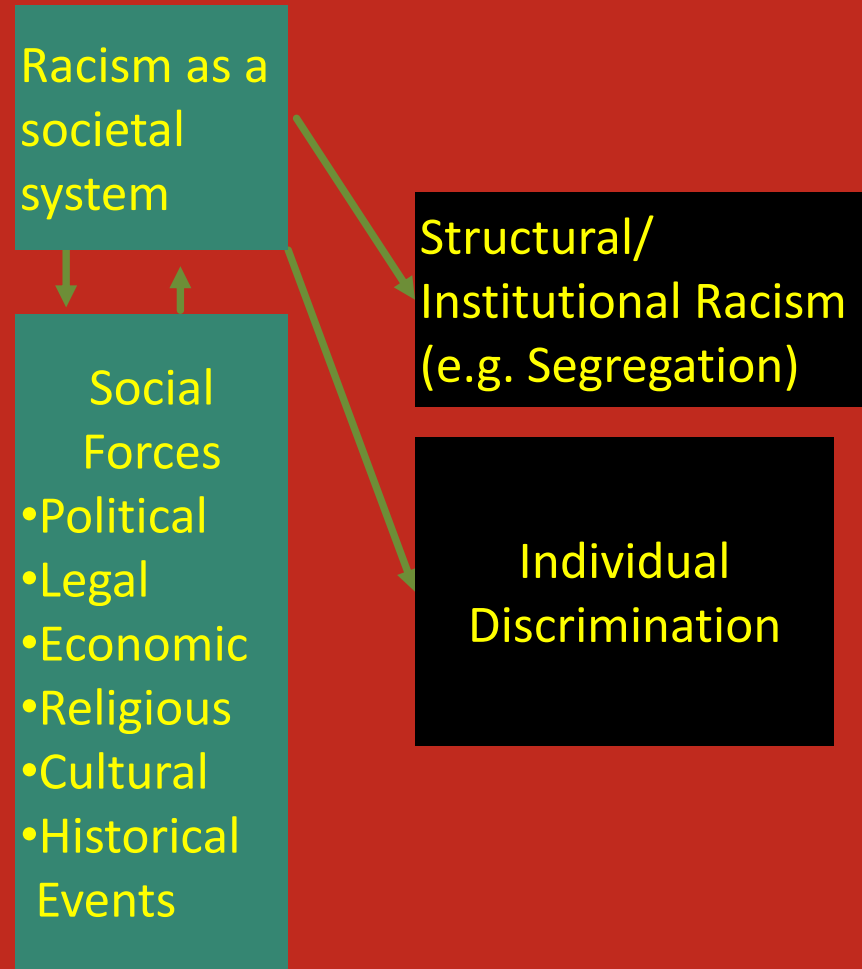 Racism as a
societal
system
Structural/
Institutional Racism
(e.g. Segregation)
Social
Forces
•Political
•Legal
•Economic
•Religious
•Cultural
•Historical
Events
Individual
Discrimination